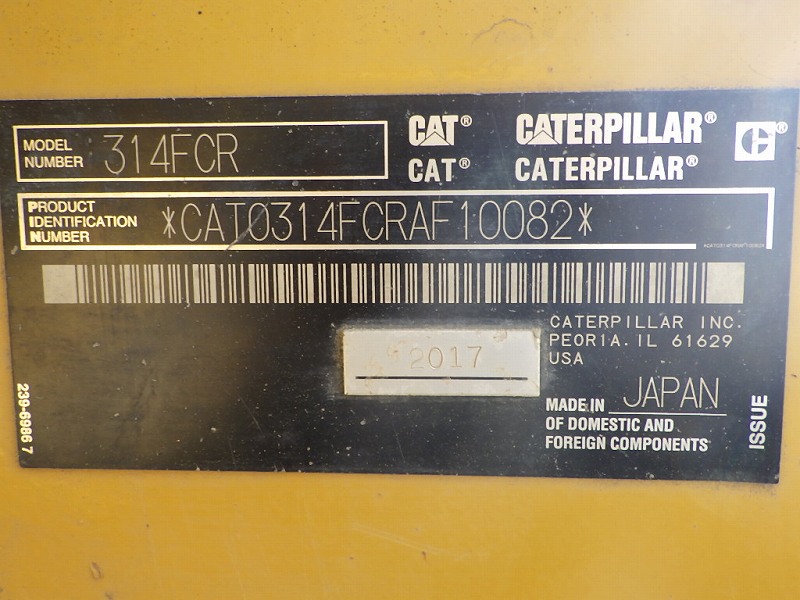 MODEL
NUMBER 314FCR
CAT® CATERPILLAR®
CAT® CATERPILLAR®
PRODUCT
IDENTIFICATION
NUMBER *CAT0314FCRAF10082*
CATERPILLAR INC.
PEORIA. IL 61629
USA
2017
MADE IN JAPAN
OF DOMESTIC AND
FOREIGN COMPONENTS
ISSUE
239-6986 7